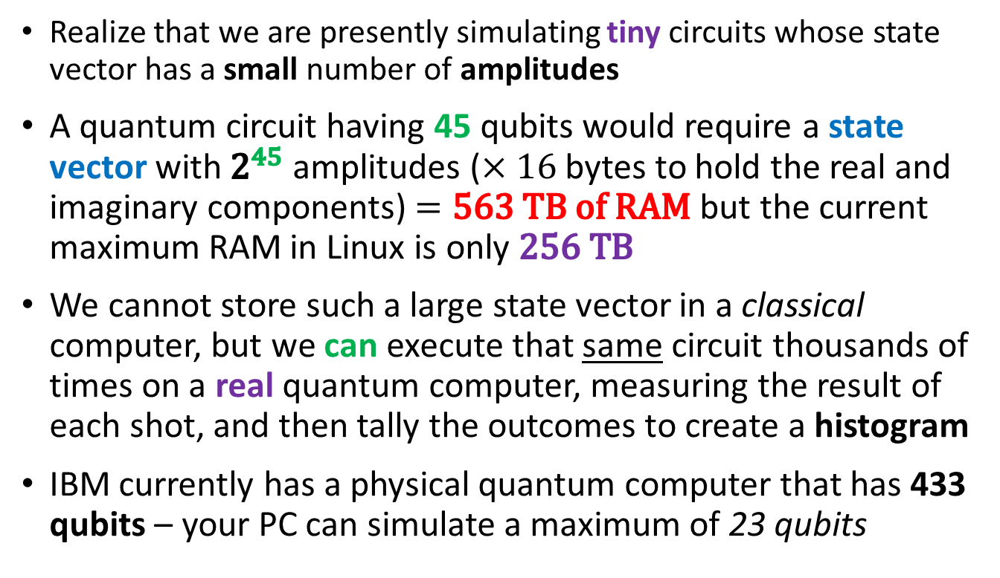 • Realize that we are presently simulating tiny circuits whose state
vector has a small number of amplitudes
• A quantum circuit having 45 qubits would require a state
vector with 2⁴⁵ amplitudes (× 16 bytes to hold the real and
imaginary components) = 563 TB of RAM but the current
maximum RAM in Linux is only 256 TB
• We cannot store such a large state vector in a classical
computer, but we can execute that same circuit thousands of
times on a real quantum computer, measuring the result of
each shot, and then tally the outcomes to create a histogram
• IBM currently has a physical quantum computer that has 433
qubits – your PC can simulate a maximum of 23 qubits